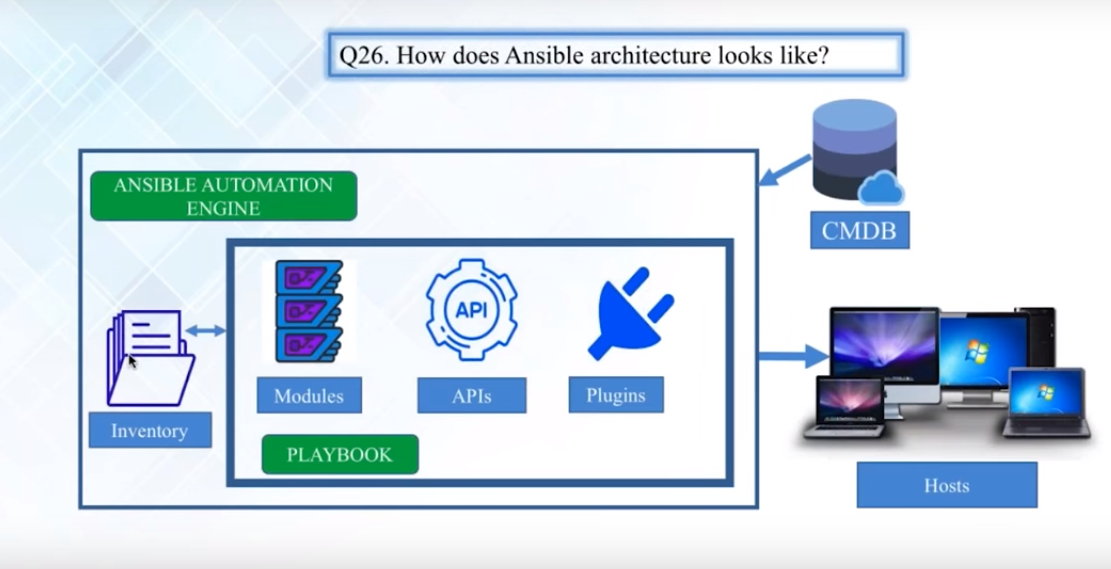 Q26. How does Ansible architecture looks like?
ANSIBLE AUTOMATION
ENGINE
CMDB
API
Modules
APIs
Plugins
Inventory
PLAYBOOK
Hosts